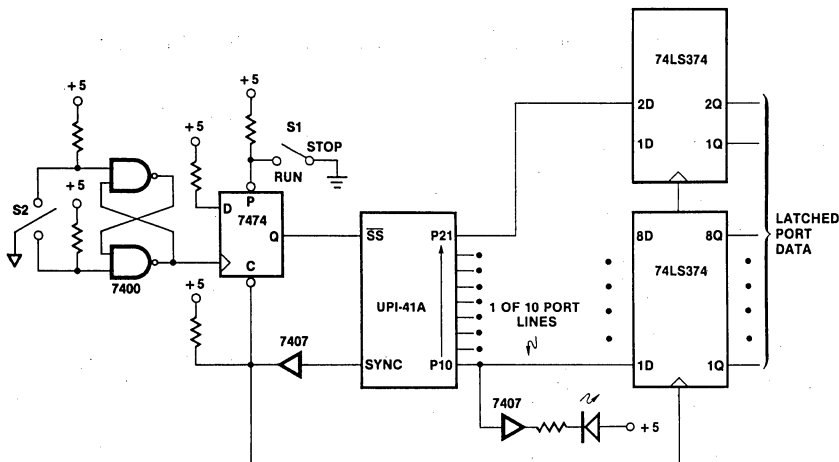 74LS374
2D 2Q
1D 1Q
+5
+5
+5
+5
S1
STOP
RUN
S2
P
D 7474
Q
C
7400
SS P21
UPI-41A
SYNC P10
1 OF 10 PORT
LINES
8D 8Q
74LS374
1D 1Q
LATCHED
PORT
DATA
+5
7407
7407
+5